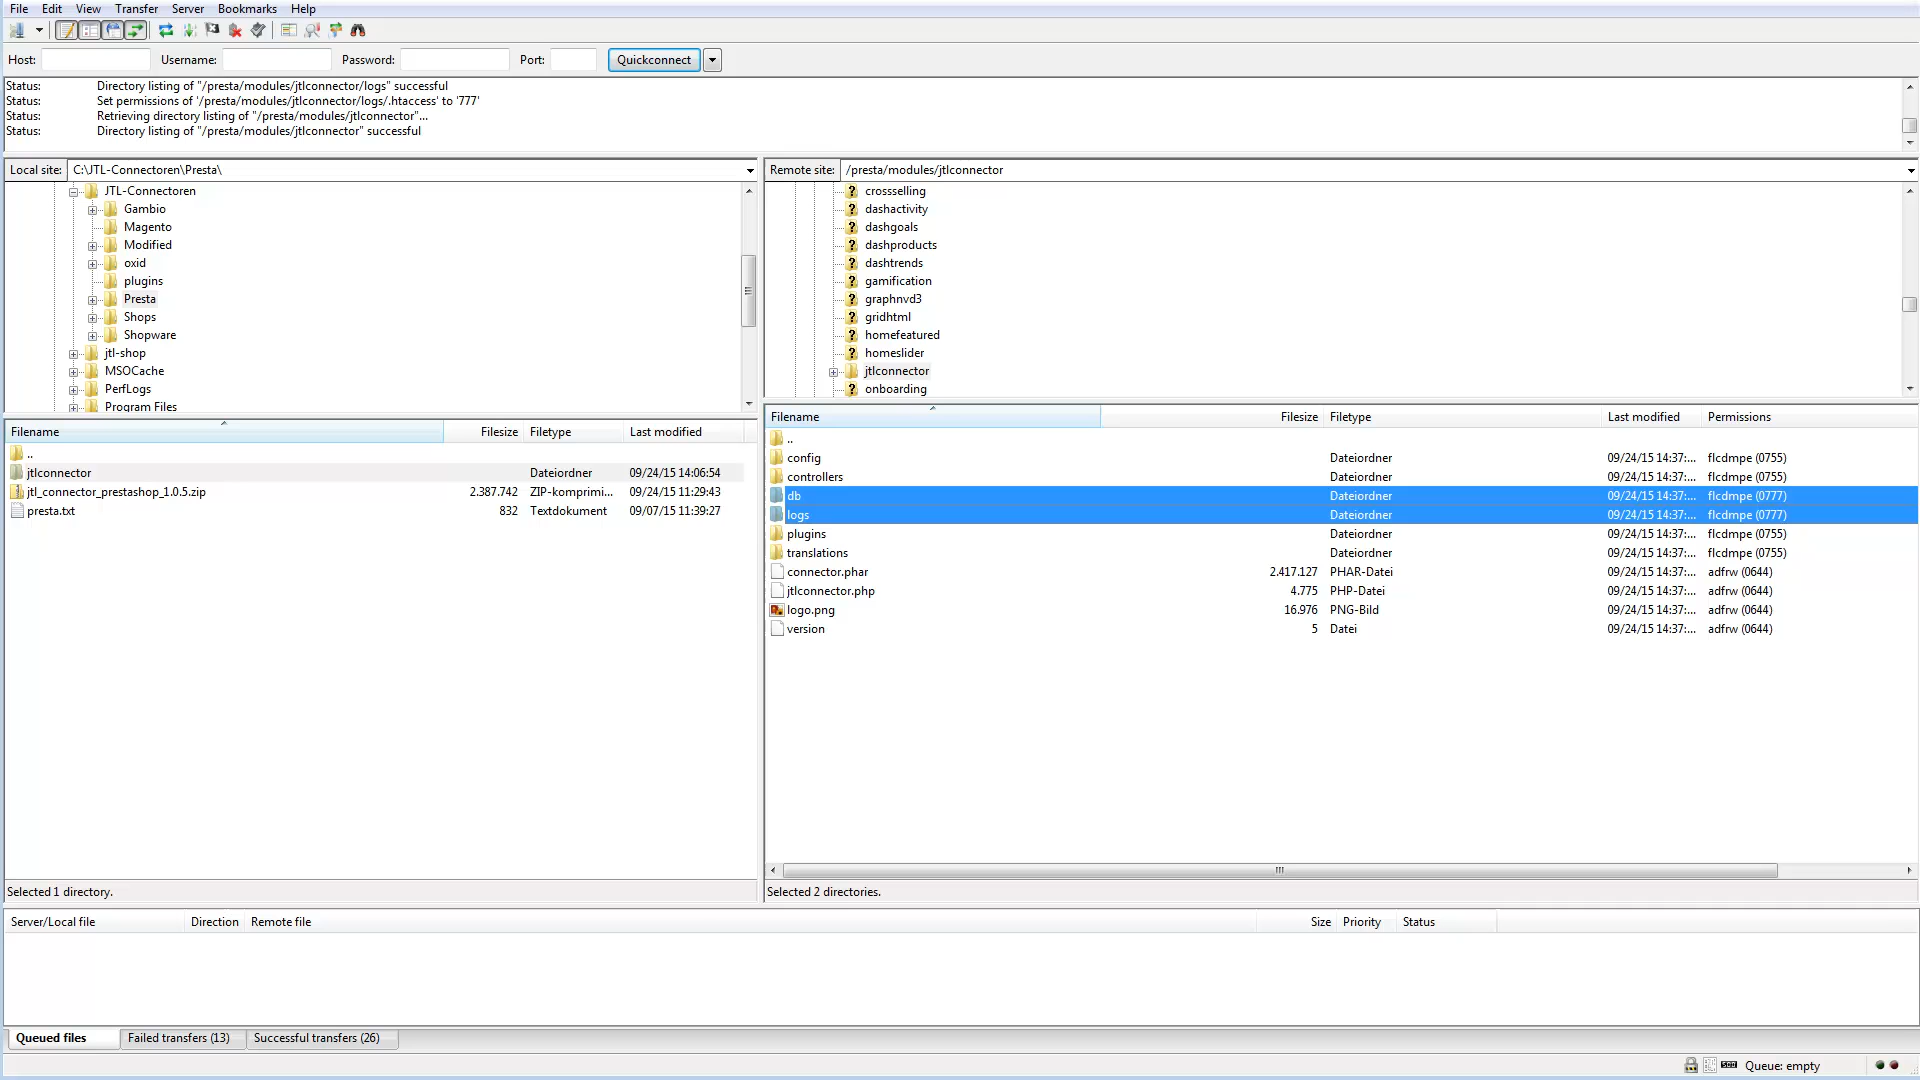 File Edit View Transfer Server Bookmarks Help
Host: Username: Password: Port: Quickconnect
Status: Directory listing of "/presta/modules/jtlconnector/logs" successful
Status: Set permissions of '/presta/modules/jtlconnector/logs/.htaccess' to '777'
Status: Retrieving directory listing of "/presta/modules/jtlconnector"...
Status: Directory listing of "/presta/modules/jtlconnector" successful
Local site: C:\JTL-Connectoren\Presta\
JTL-Connectoren
Gambio
Magento
Modified
oxid
plugins
Presta
Shops
Shopware
jtl-shop
MSOCache
PerfLogs
Program Files
Filename Filesize Filetype Last modified
..
jtlconnector Dateiordner 09/24/15 14:06:54
jtl_connector_prestashop_1.0.5.zip 2.387.742 ZIP-komprimi... 09/24/15 11:29:43
presta.txt 832 Textdokument 09/07/15 11:39:27
Selected 1 directory.
Remote site: /presta/modules/jtlconnector
crossselling
dashactivity
dashgoals
dashproducts
dashtrends
gamification
graphnvd3
gridhtml
homefeatured
homeslider
jtlconnector
onboarding
Filename Filesize Filetype Last modified Permissions
..
config Dateiordner 09/24/15 14:37:... flcdmpe (0755)
controllers Dateiordner 09/24/15 14:37:... flcdmpe (0755)
db Dateiordner 09/24/15 14:37:... flcdmpe (0777)
logs Dateiordner 09/24/15 14:37:... flcdmpe (0777)
plugins Dateiordner 09/24/15 14:37:... flcdmpe (0755)
translations Dateiordner 09/24/15 14:37:... flcdmpe (0755)
connector.phar 2.417.127 PHAR-Datei 09/24/15 14:37:... adfrw (0644)
jtlconnector.php 4.775 PHP-Datei 09/24/15 14:37:... adfrw (0644)
logo.png 16.976 PNG-Bild 09/24/15 14:37:... adfrw (0644)
version 5 Datei 09/24/15 14:37:... adfrw (0644)
Selected 2 directories.
Server/Local file Direction Remote file Size Priority Status
Queued files Failed transfers (13) Successful transfers (26)
Queue: empty